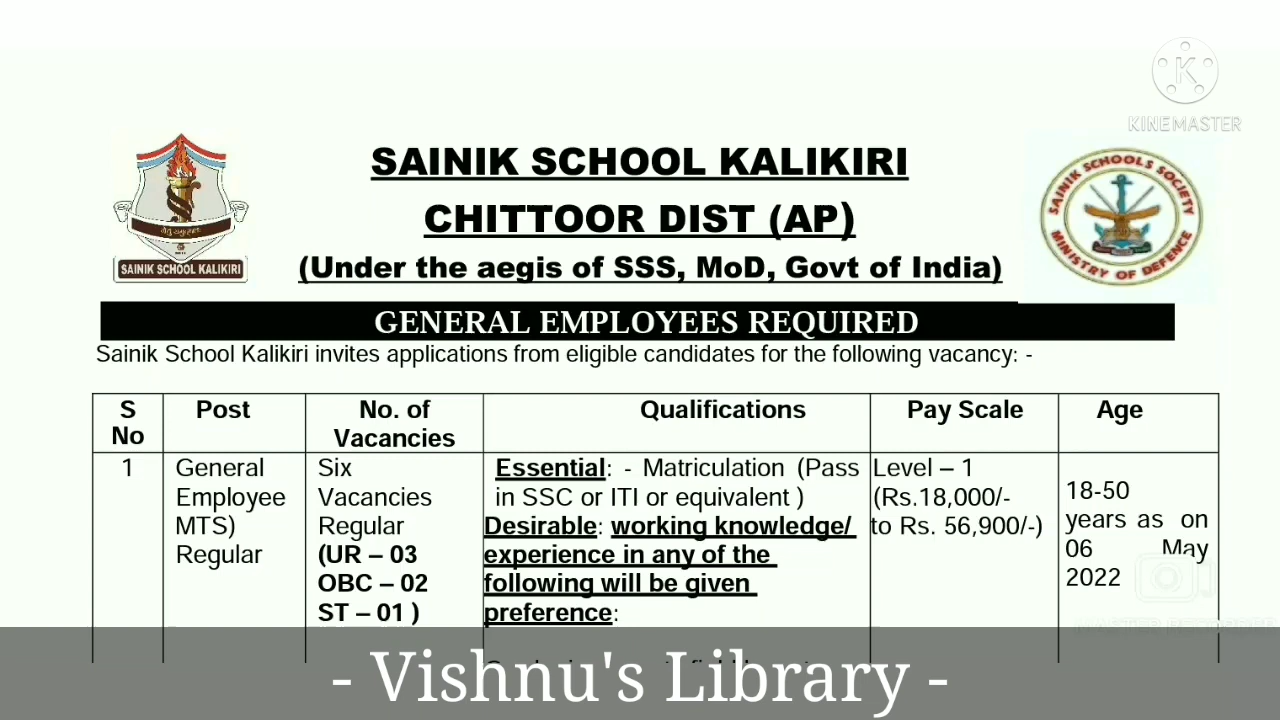 KINEMASTER
SAINIK SCHOOL KALIKIRI
CHITTOOR DIST (AP)
(Under the aegis of SSS, MoD, Govt of India)
SAINIK SCHOOL KALIKIRI
SAINIK SCHOOLS SOCIETY
MINISTRY OF DEFENCE
GENERAL EMPLOYEES REQUIRED
Sainik School Kalikiri invites applications from eligible candidates for the following vacancy: -
S No
Post
No. of
Vacancies
Qualifications
Pay Scale
Age
1
General
Employee
MTS)
Regular
Six
Vacancies
Regular
(UR – 03
OBC – 02
ST – 01 )
Essential: - Matriculation (Pass
in SSC or ITI or equivalent )
Desirable: working knowledge/
experience in any of the
following will be given
preference:
Level – 1
(Rs.18,000/-
to Rs. 56,900/-)
18-50
years as on
06 May
2022
- Vishnu's Library -